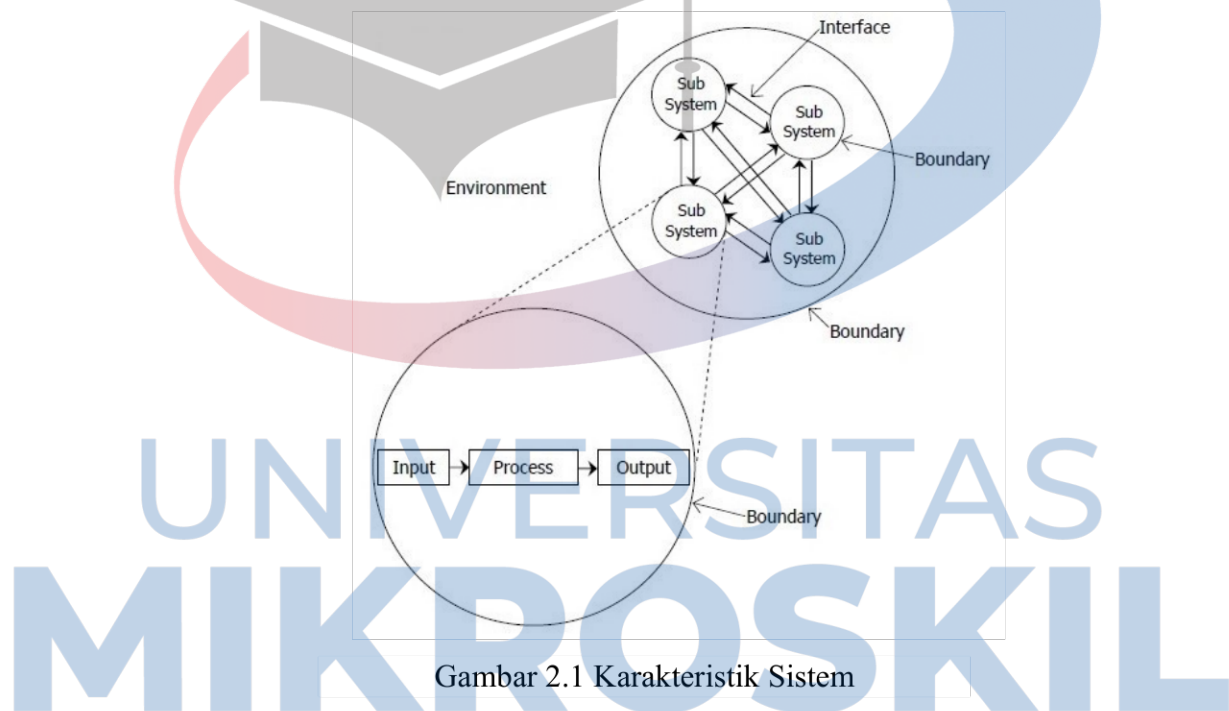 Interface
Sub
System
Sub
System
Boundary
Environment
Sub
System
Sub
System
Boundary
Input
Process
Output
Boundary
UNIVERSITAS
MIKROSKIL
Gambar 2.1 Karakteristik Sistem